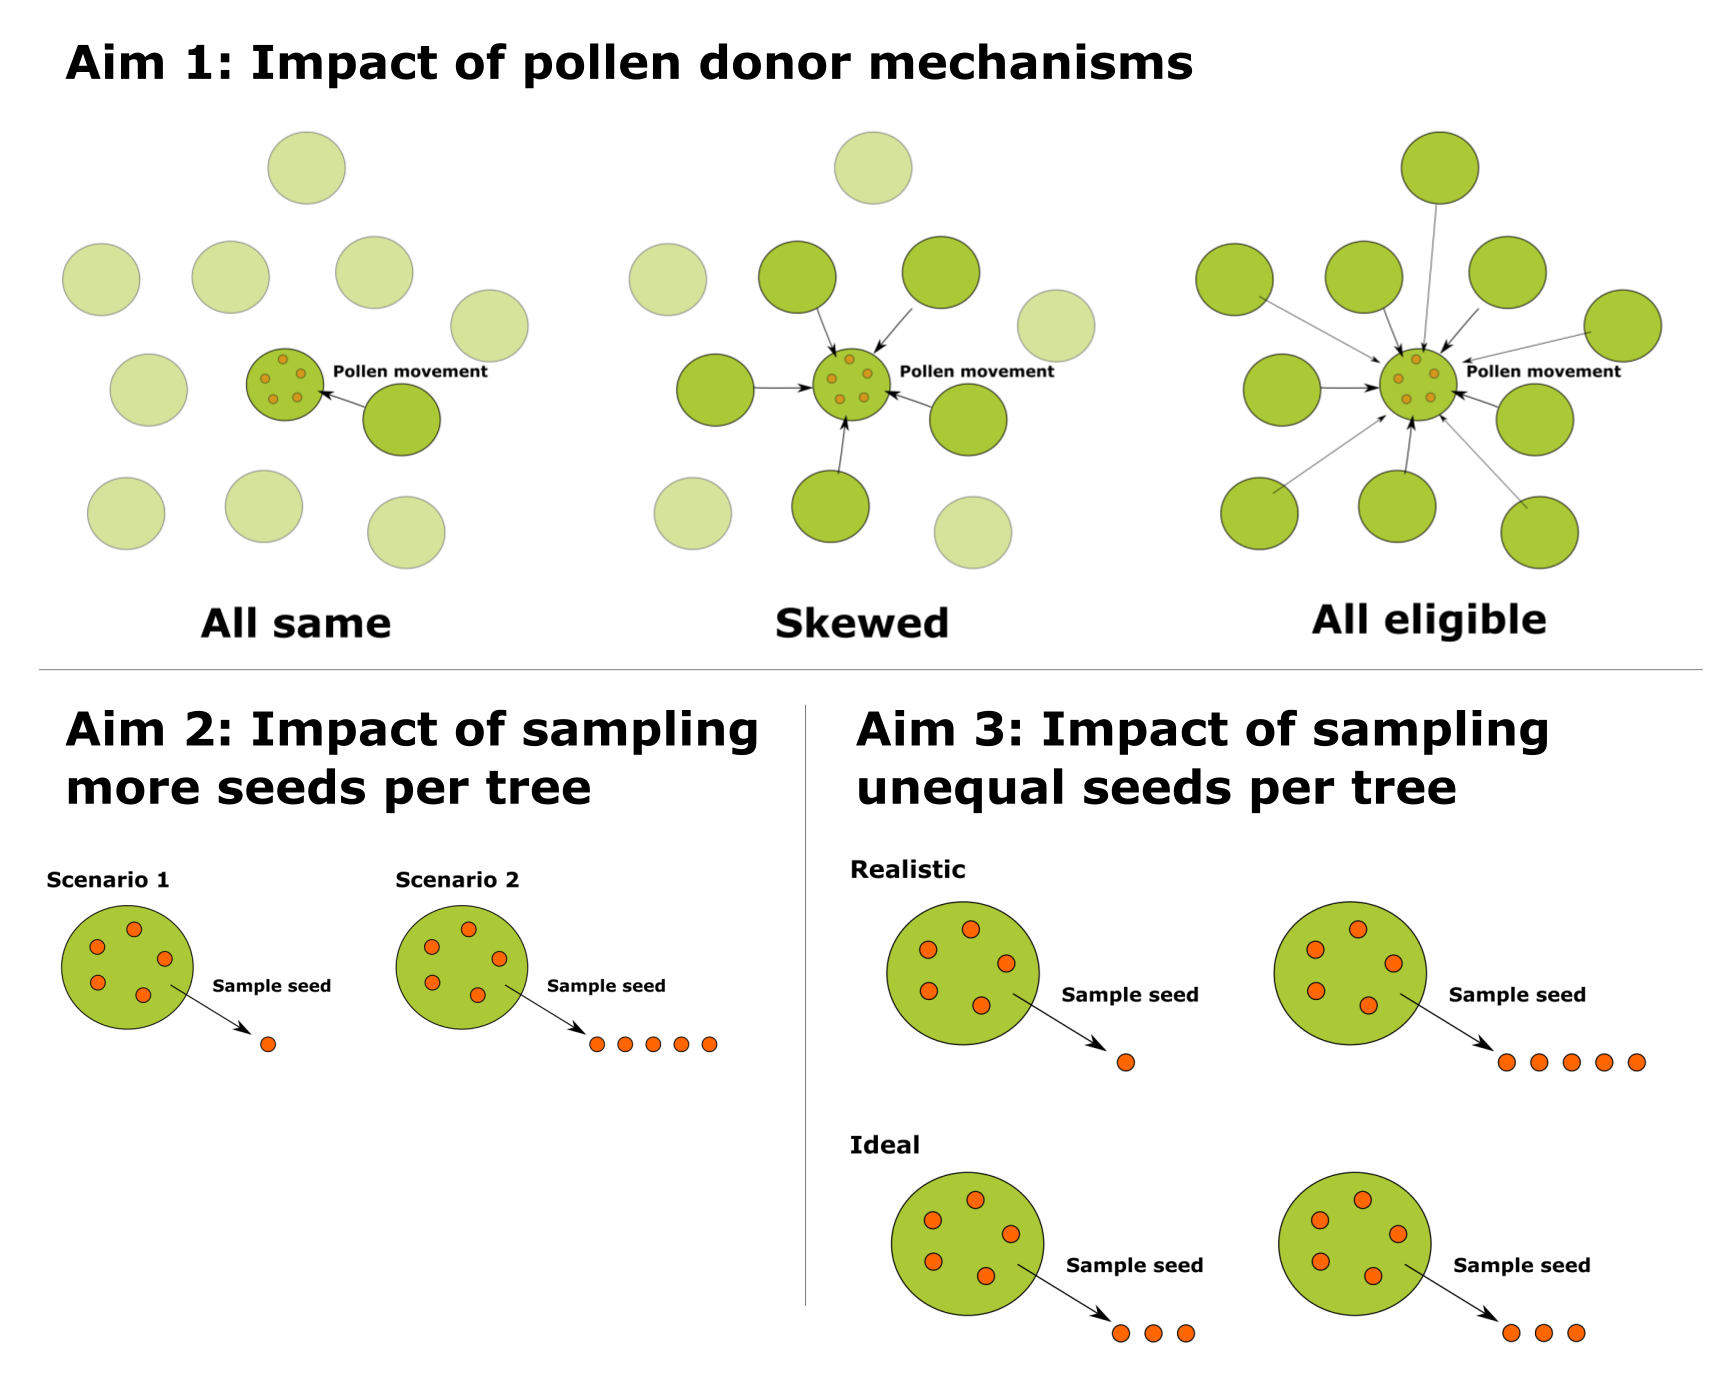 Aim 1: Impact of pollen donor mechanisms
Pollen movement
Pollen movement
Pollen movement
All same
Skewed
All eligible
Aim 2: Impact of sampling
more seeds per tree
Scenario 1
Scenario 2
Sample seed
Sample seed
Aim 3: Impact of sampling
unequal seeds per tree
Realistic
Sample seed
Sample seed
Ideal
Sample seed
Sample seed